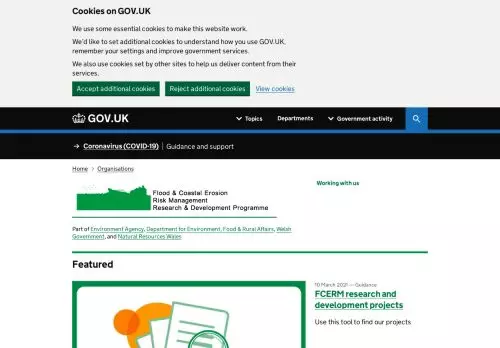 Cookies on GOV.UK
We use some essential cookies to make this website work.
We'd like to set additional cookies to understand how you use GOV.UK,
remember your settings and improve government services.
We also use cookies set by other sites to help us deliver content from their
services.
Accept additional cookies
Reject additional cookies
View cookies
GOV.UK
Topics
Departments
Government activity
→ Coronavirus (COVID-19) | Guidance and support
Home > Organisations
Flood & Coastal Erosion
Risk Management
Research & Development Programme
Working with us
Part of Environment Agency, Department for Environment, Food & Rural Affairs, Welsh
Government, and Natural Resources Wales
Featured
10 March 2021 — Guidance
FCERM research and
development projects
Use this tool to find our projects